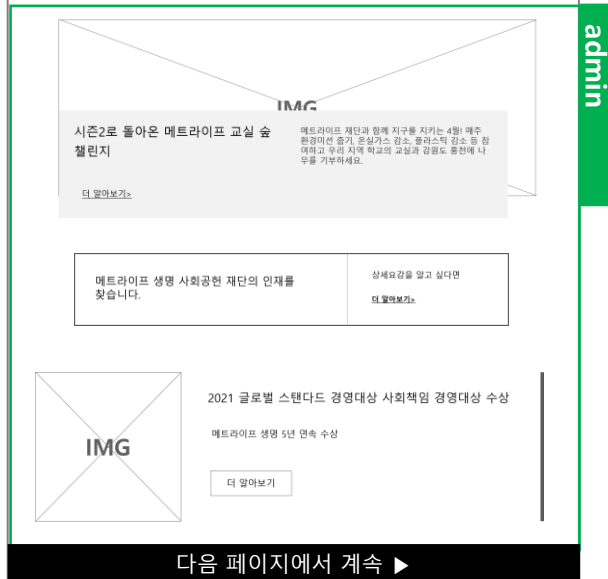 admin
IMG
시즌2로 돌아온 메트라이프 교실 숲
챌린지
더 알아보기>
메트라이프 재단과 함께 지구를 지키는 4월! 매주
환경미션 즐기, 온실가스 감소, 플라스틱 감소 등 참
여하고 우리 지역 학교의 교실과 강원도 홍천에 나
무를 기부하세요.
메트라이프 생명 사회공헌 재단의 인재를
찾습니다.
상세요강을 알고 싶다면
더 알아보기>
IMG
2021 글로벌 스탠다드 경영대상 사회책임 경영대상 수상
메트라이프 생명 5년 연속 수상
더 알아보기
다음 페이지에서 계속 ▶